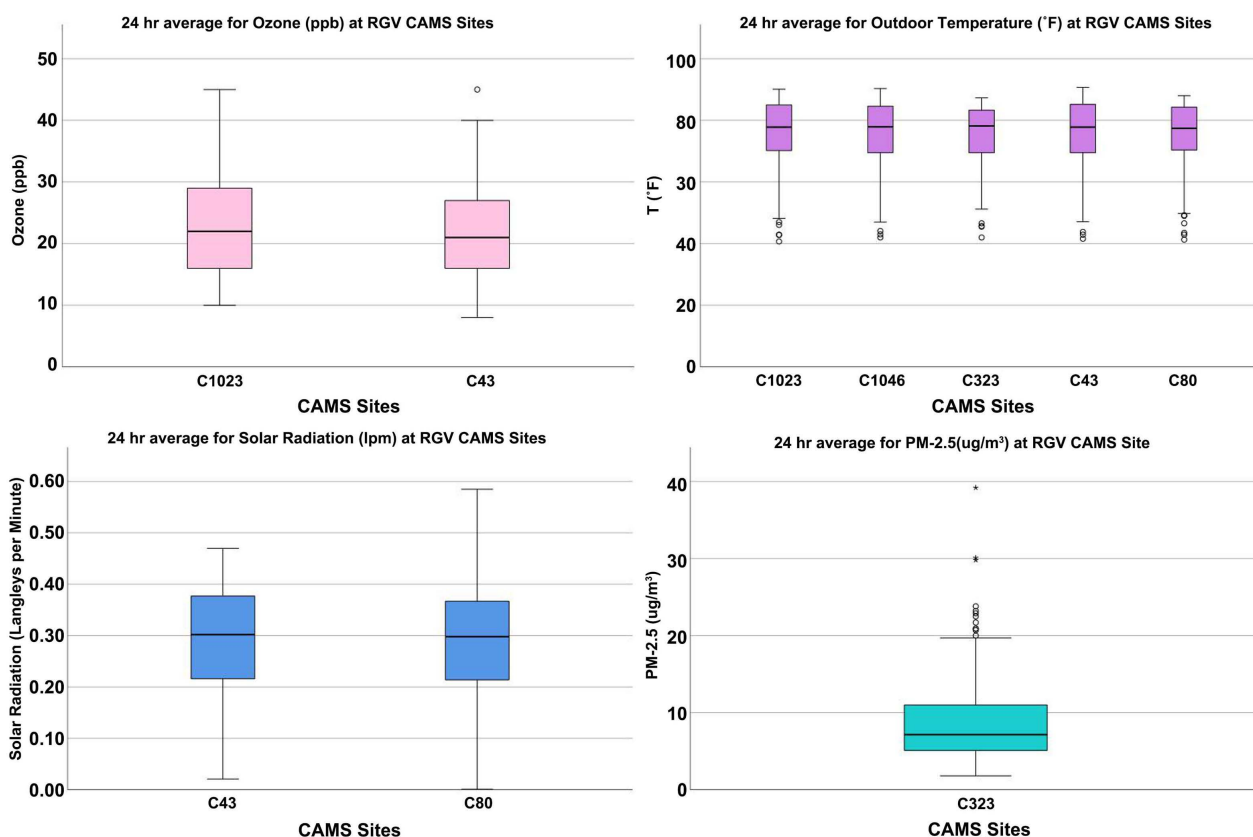 24 hr average for Ozone (ppb) at RGV CAMS Sites
50
40
30
20
10
0
Ozone (ppb)
C1023 C43
CAMS Sites
24 hr average for Outdoor Temperature (˚F) at RGV CAMS Sites
100
80
30
40
20
0
T (˚F)
C1023 C1046 C323 C43 C80
CAMS Sites
24 hr average for Solar Radiation (lpm) at RGV CAMS Sites
0.60
0.50
0.40
0.30
0.20
0.10
0.00
Solar Radiation (Langleys per Minute)
C43 C80
CAMS Sites
24 hr average for PM-2.5(ug/m³) at RGV CAMS Site
40
30
20
10
0
PM-2.5 (ug/m³)
C323
CAMS Sites